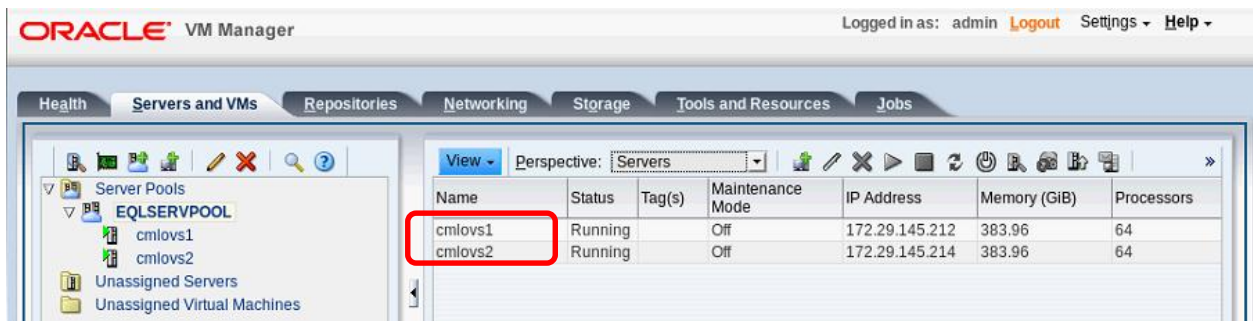 ORACLE VM Manager
Logged in as: admin Logout Settings Help
Health Servers and VMs Repositories Networking Storage Tools and Resources Jobs
View Perspective: Servers »
Server Pools
EQLSERVPOOL
cmlovs1
cmlovs2
Unassigned Servers
Unassigned Virtual Machines
Name Status Tag(s) Maintenance Mode IP Address Memory (GiB) Processors
cmlovs1 Running Off 172.29.145.212 383.96 64
cmlovs2 Running Off 172.29.145.214 383.96 64